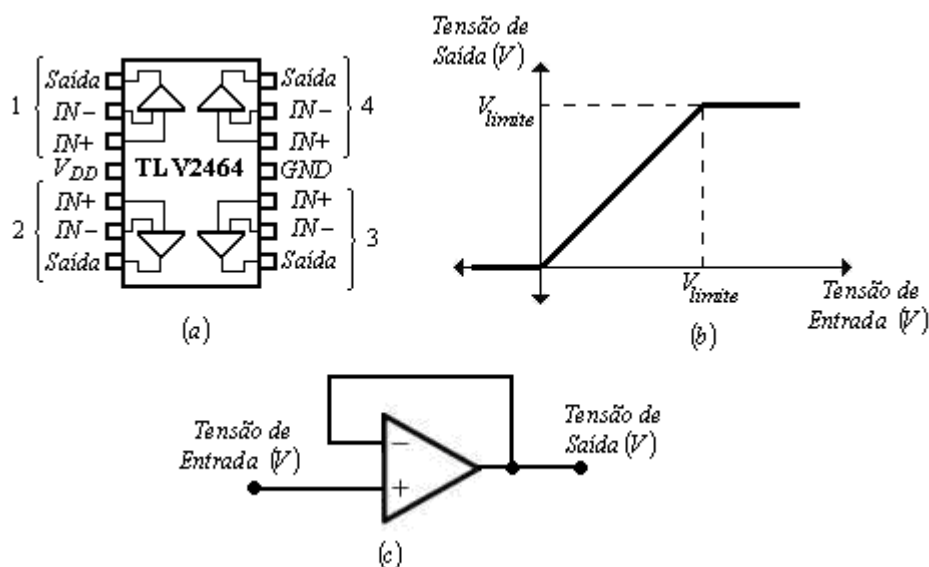 Saída
IN−
IN+
V_DD
IN+
IN−
Saída
1
2
TLV2464
Saída
IN−
IN+
GND
IN+
IN−
Saída
4
3
(a)
Tensão de
Saída (V)
V_limite
V_limite
Tensão de
Entrada (V)
(b)
Tensão de
Entrada (V)
−
+
Tensão de
Saída (V)
(c)